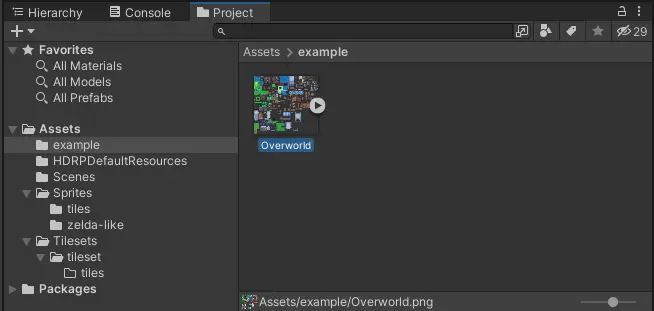 Hierarchy Console Project
29
Favorites
All Materials
All Models
All Prefabs
Assets
example
HDRPDefaultResources
Scenes
Sprites
tiles
zelda-like
Tilesets
tileset
tiles
Packages
Assets > example
Overworld
Assets/example/Overworld.png